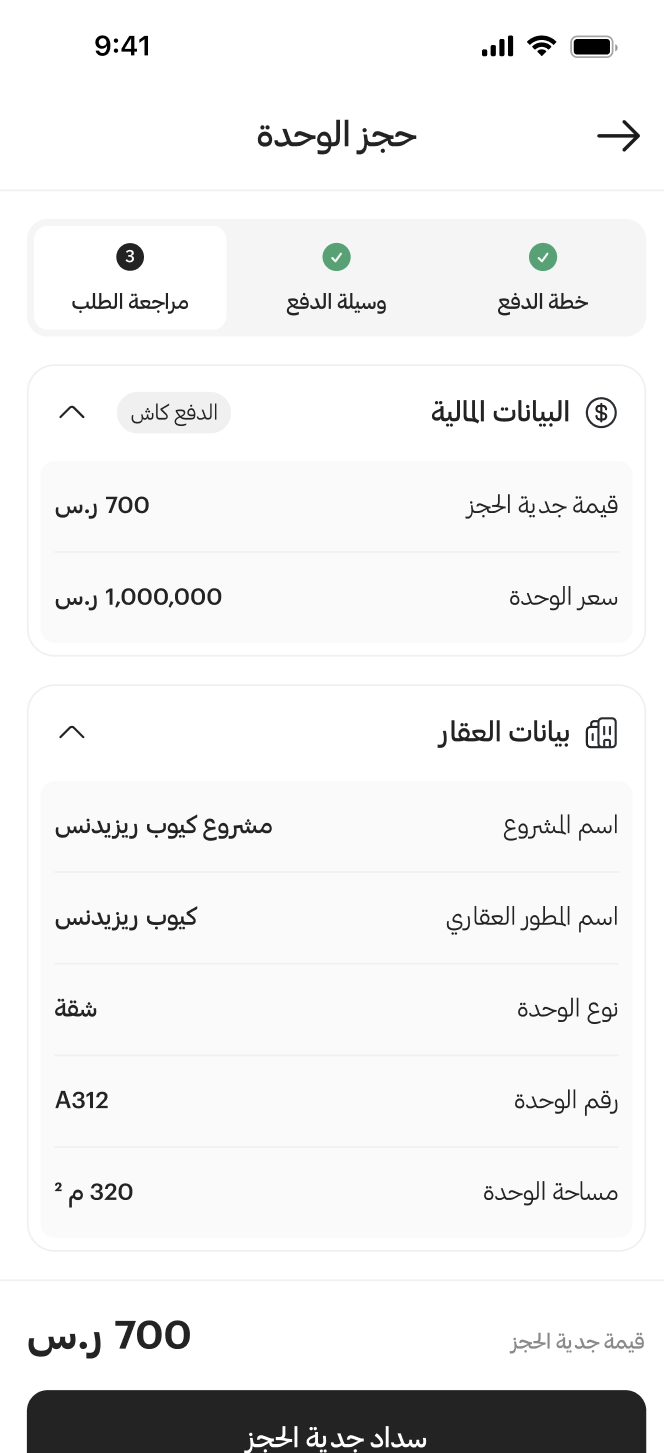 9:41
حجز الوحدة
خطة الدفع
وسيلة الدفع
3
مراجعة الطلب
البيانات المالية
الدفع كاش
قيمة جدية الحجز
700 ر.س
سعر الوحدة
1,000,000 ر.س
بيانات العقار
اسم المشروع
مشروع كيوب ريزيدنس
اسم المطور العقاري
كيوب ريزيدنس
نوع الوحدة
شقة
رقم الوحدة
A312
مساحة الوحدة
320 م ²
قيمة جدية الحجز
700 ر.س
سداد جدية الحجز